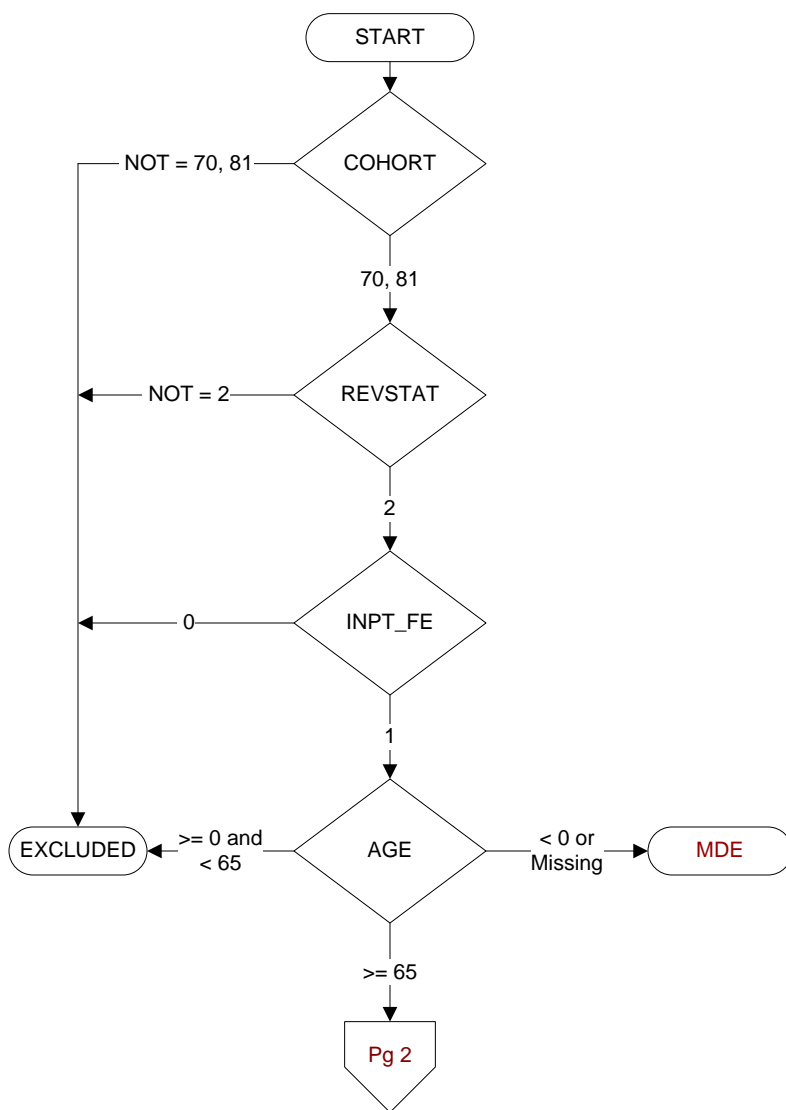 START
COHORT
NOT = 70, 81
70, 81
REVSTAT
NOT = 2
2
INPT_FE
0
1
EXCLUDED
>= 0 and
< 65
AGE
< 0 or
Missing
MDE
>= 65
Pg 2